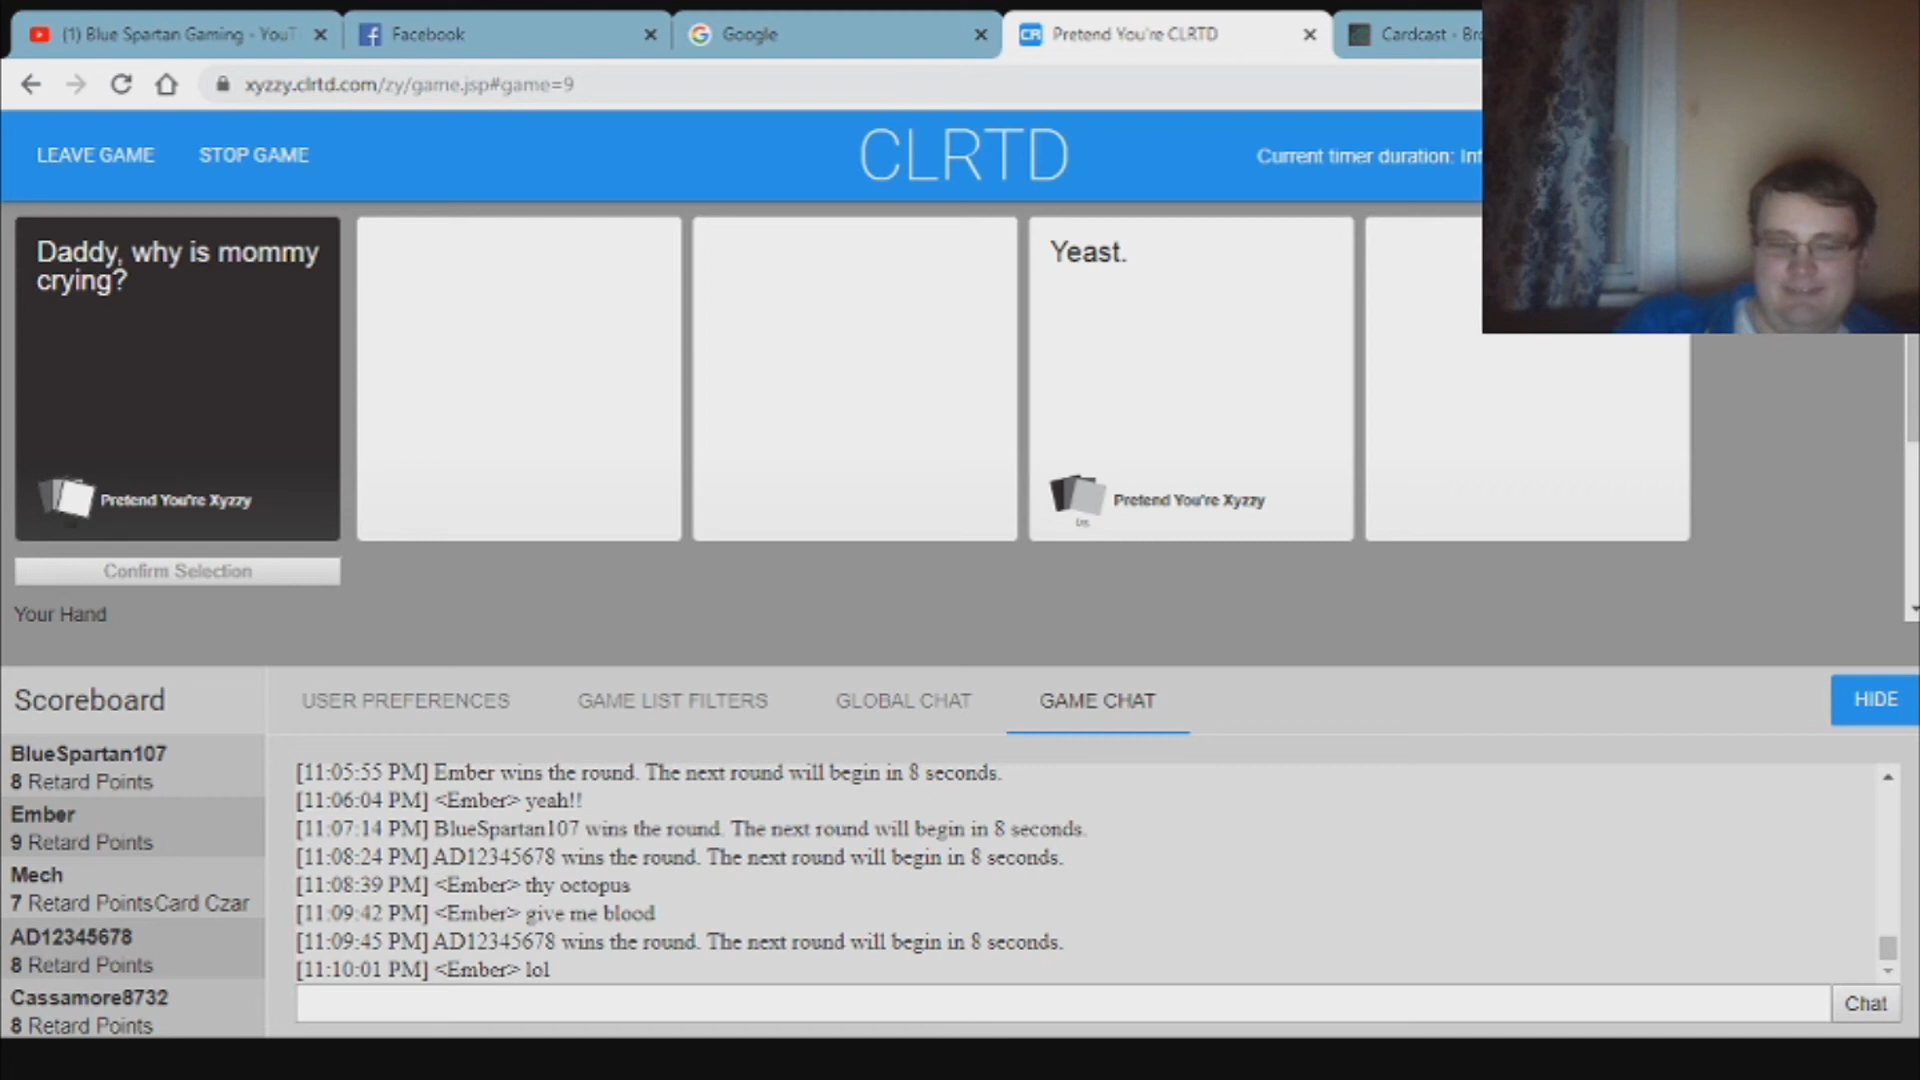 (1) Blue Spartan Gaming - YouT
Facebook
Google
CR Pretend You're CLRTD
Cardcast - Bro
xyzzy.clrtd.com/zy/game.jsp#game=9
LEAVE GAME STOP GAME
CLRTD
Current timer duration: Inf
Daddy, why is mommy
crying?
Pretend You're Xyzzy
Yeast.
Pretend You're Xyzzy
Confirm Selection
Your Hand
Scoreboard
BlueSpartan107
8 Retard Points
Ember
9 Retard Points
Mech
7 Retard PointsCard Czar
AD12345678
8 Retard Points
Cassamore8732
8 Retard Points
USER PREFERENCES GAME LIST FILTERS GLOBAL CHAT GAME CHAT
HIDE
[11:05:55 PM] Ember wins the round. The next round will begin in 8 seconds.
[11:06:04 PM] <Ember> yeah!!
[11:07:14 PM] BlueSpartan107 wins the round. The next round will begin in 8 seconds.
[11:08:24 PM] AD12345678 wins the round. The next round will begin in 8 seconds.
[11:08:39 PM] <Ember> thy octopus
[11:09:42 PM] <Ember> give me blood
[11:09:45 PM] AD12345678 wins the round. The next round will begin in 8 seconds.
[11:10:01 PM] <Ember> lol
Chat